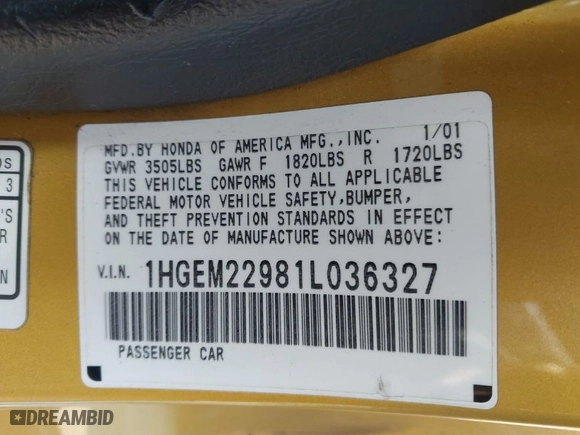 MFD.BY HONDA OF AMERICA MFG.,INC. 1/01
GVWR 3505LBS GAWR F 1820LBS R 1720LBS
THIS VEHICLE CONFORMS TO ALL APPLICABLE
FEDERAL MOTOR VEHICLE SAFETY,BUMPER,
AND THEFT PREVENTION STANDARDS IN EFFECT
ON THE DATE OF MANUFACTURE SHOWN ABOVE:
V.I.N. 1HGEM22981L036327
PASSENGER CAR
3
'S
R
N
DREAMBID